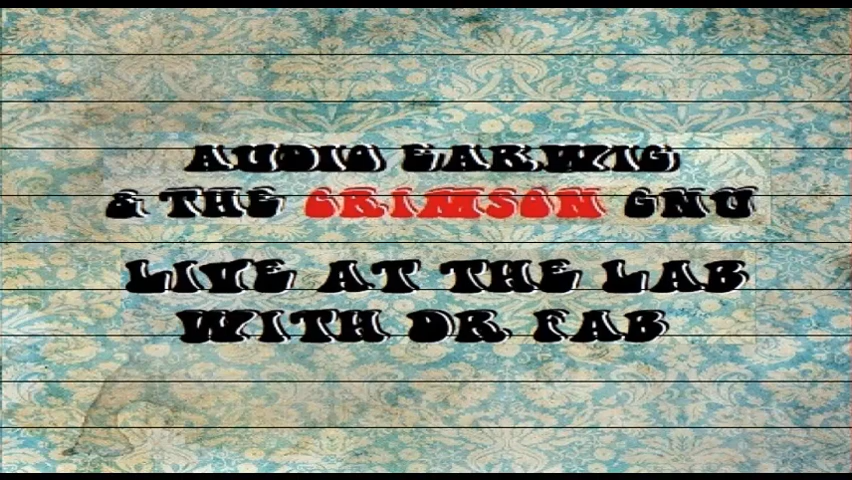 AUDIO EARWIG
& THE CRIMSON GNU
LIVE AT THE LAB
WITH DR FAB